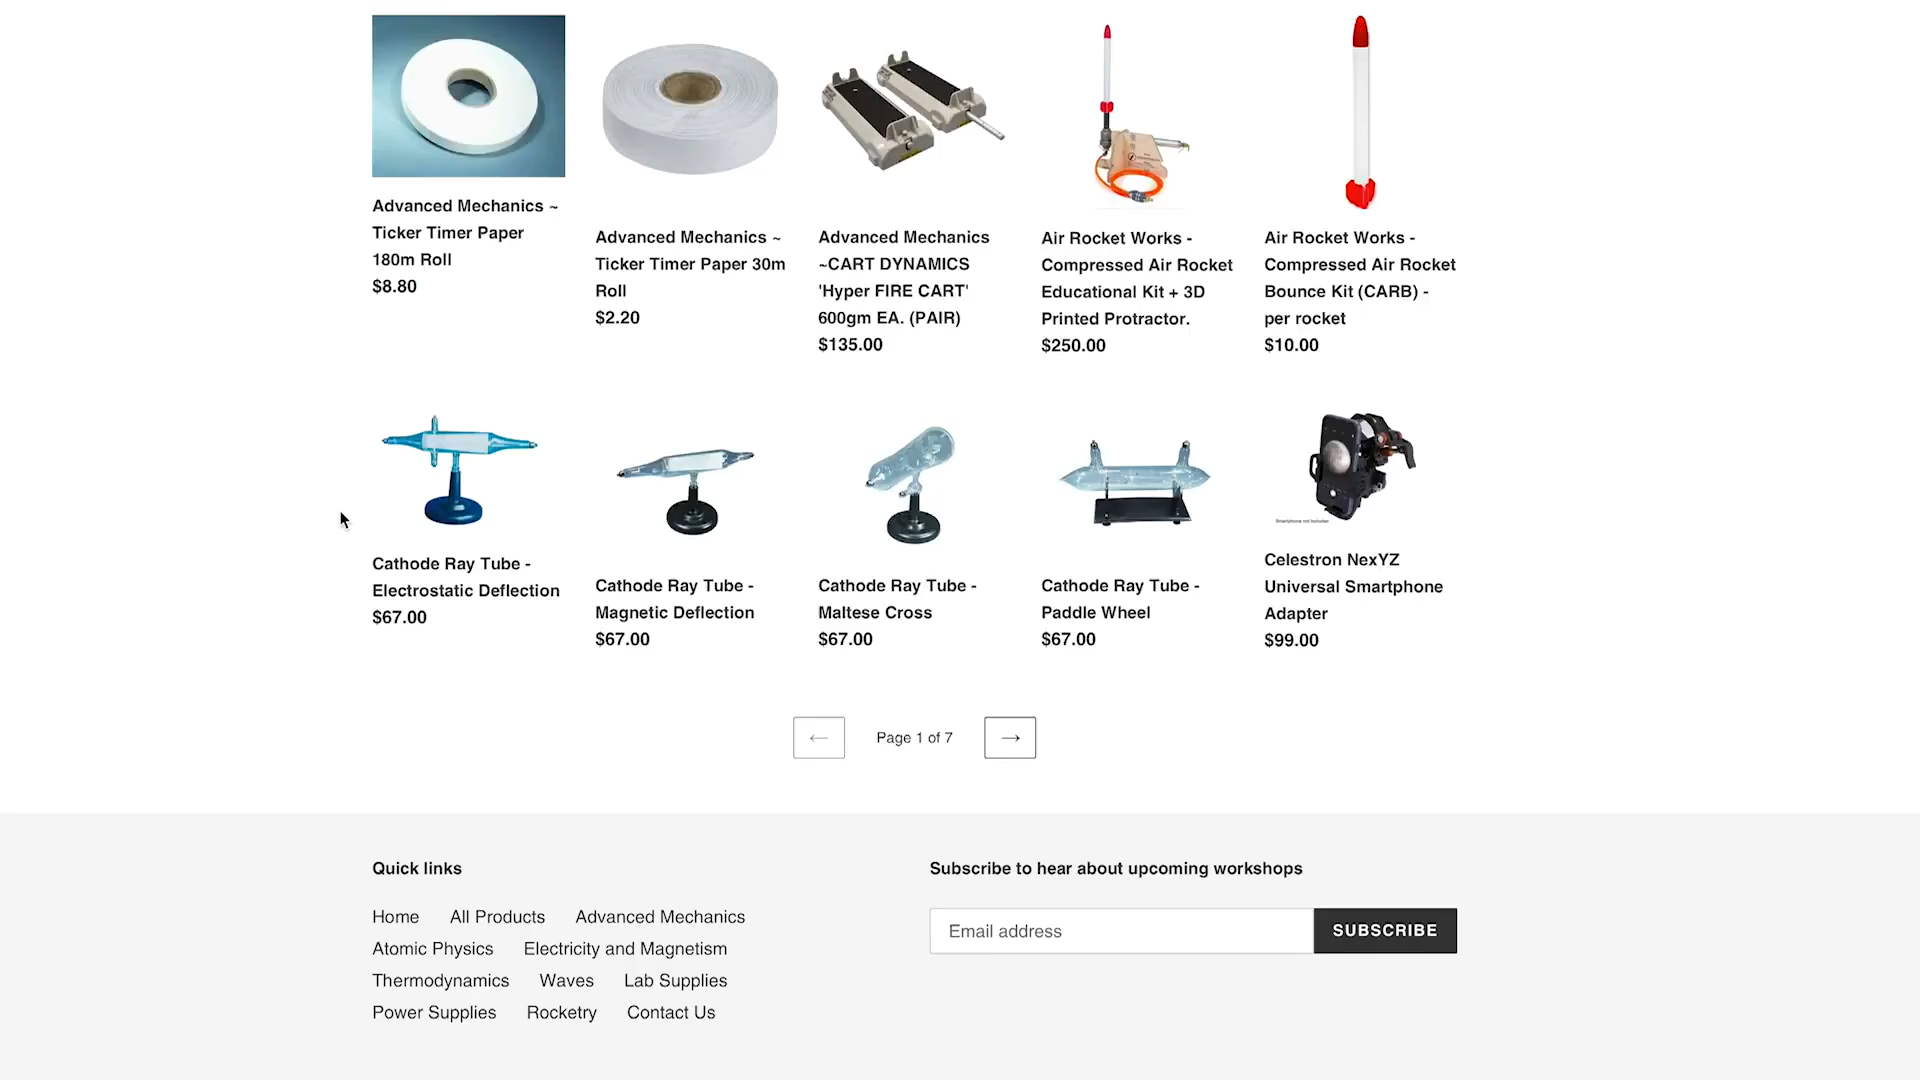 Advanced Mechanics ~
Ticker Timer Paper
180m Roll
$8.80
Advanced Mechanics ~
Ticker Timer Paper 30m
Roll
$2.20
Advanced Mechanics
~CART DYNAMICS
'Hyper FIRE CART'
600gm EA. (PAIR)
$135.00
Air Rocket Works -
Compressed Air Rocket
Educational Kit + 3D
Printed Protractor.
$250.00
Air Rocket Works -
Compressed Air Rocket
Bounce Kit (CARB) -
per rocket
$10.00
Cathode Ray Tube -
Electrostatic Deflection
$67.00
Cathode Ray Tube -
Magnetic Deflection
$67.00
Cathode Ray Tube -
Maltese Cross
$67.00
Cathode Ray Tube -
Paddle Wheel
$67.00
Smartphone not included
Celestron NexYZ
Universal Smartphone
Adapter
$99.00
← Page 1 of 7 →
Quick links
Home All Products Advanced Mechanics
Atomic Physics Electricity and Magnetism
Thermodynamics Waves Lab Supplies
Power Supplies Rocketry Contact Us
Subscribe to hear about upcoming workshops
Email address SUBSCRIBE